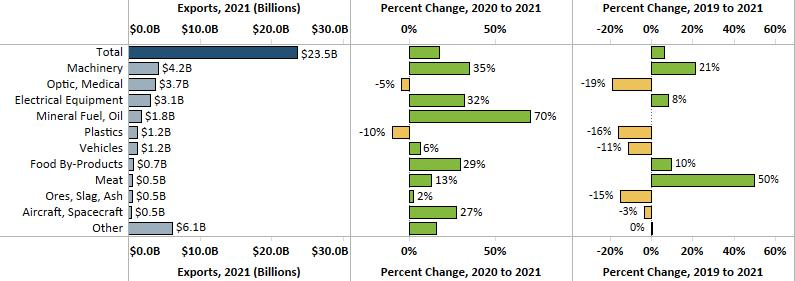 Exports, 2021 (Billions) Percent Change, 2020 to 2021 Percent Change, 2019 to 2021
$0.0B $10.0B $20.0B $30.0B 0% 50% -20% 0% 20% 40% 60%
Total $23.5B
Machinery $4.2B 35% 21%
Optic, Medical $3.7B -5% -19%
Electrical Equipment $3.1B 32% 8%
Mineral Fuel, Oil $1.8B 70%
Plastics $1.2B -10% -16%
Vehicles $1.2B 6% -11%
Food By-Products $0.7B 29% 10%
Meat $0.5B 13% 50%
Ores, Slag, Ash $0.5B 2% -15%
Aircraft, Spacecraft $0.5B 27% -3%
Other $6.1B 0%
$0.0B $10.0B $20.0B $30.0B 0% 50% -20% 0% 20% 40% 60%
Exports, 2021 (Billions) Percent Change, 2020 to 2021 Percent Change, 2019 to 2021